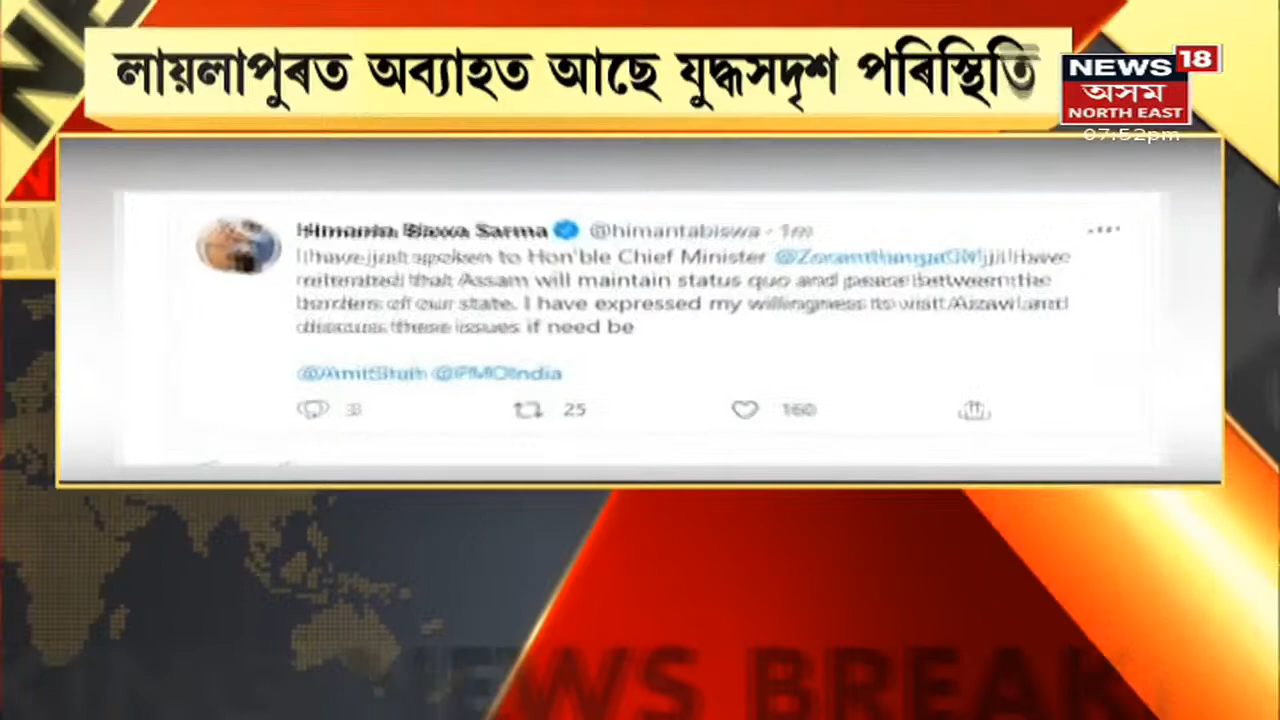 লায়লাপুৰত অব্যাহত আছে যুদ্ধসদৃশ পৰিস্থিতি
NEWS 18
অসম
NORTH EAST
07:52pm
Himanta Biswa Sarma @himantabiswa · 1m
I have just spoken to Hon'ble Chief Minister @ZoramthangaCM ji. I have
reiterated that Assam will maintain status quo and peace between the
borders of our state. I have expressed my willingness to visit Aizawl and
discuss these issues if need be
@AmitShah @PMOIndia
3 25 160
NEWS BREAK